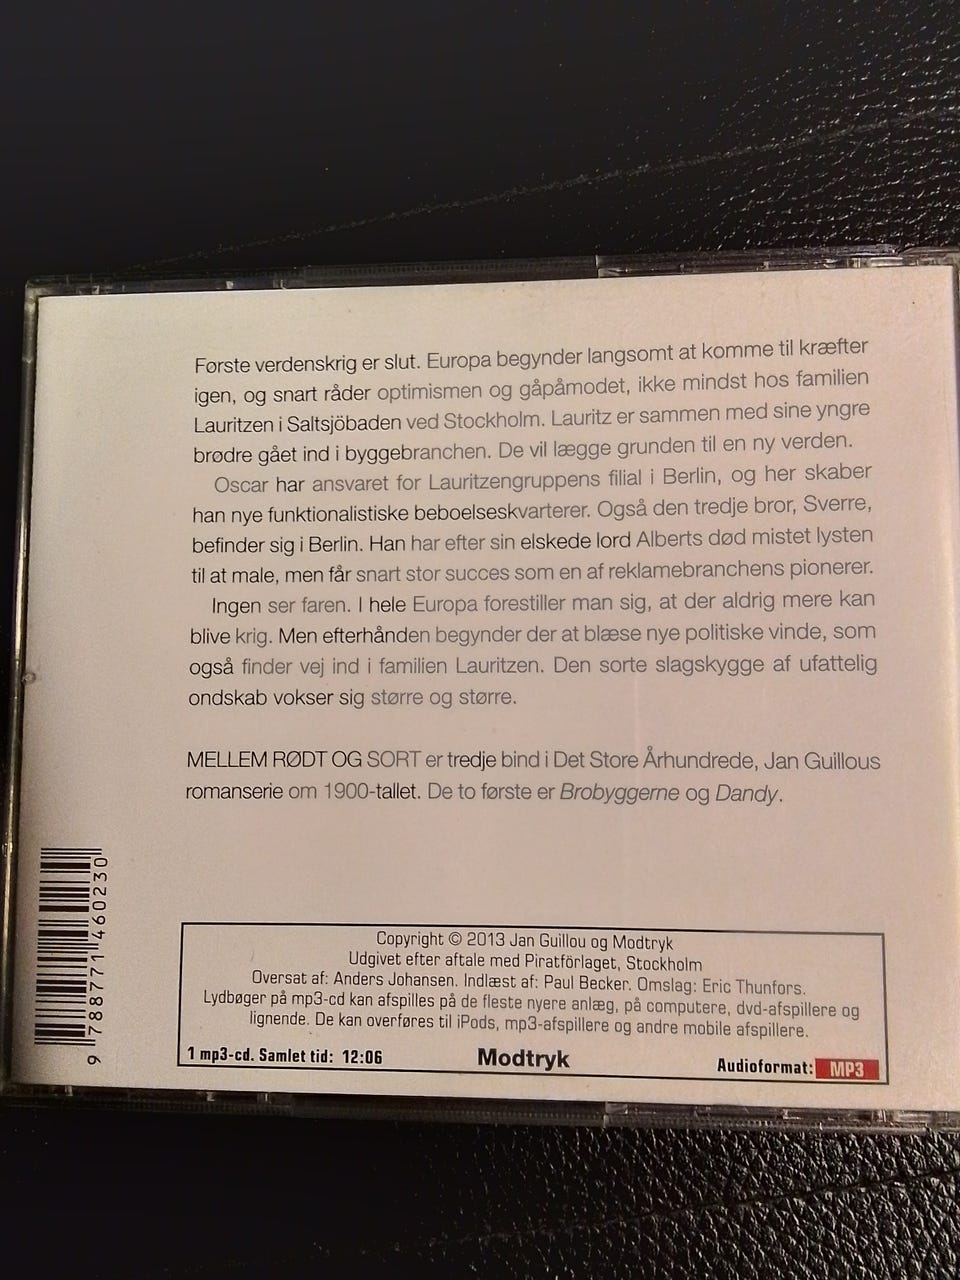 Første verdenskrig er slut. Europa begynder langsomt at komme til kræfter
igen, og snart råder optimismen og gåpåmodet, ikke mindst hos familien
Lauritzen i Saltsjöbaden ved Stockholm. Lauritz er sammen med sine yngre
brødre gået ind i byggebranchen. De vil lægge grunden til en ny verden.
Oscar har ansvaret for Lauritzengruppens filial i Berlin, og her skaber
han nye funktionalistiske beboelseskvarterer. Også den tredje bror, Sverre,
befinder sig i Berlin. Han har efter sin elskede lord Alberts død mistet lysten
til at male, men får snart stor succes som en af reklamebranchens pionerer.
Ingen ser faren. I hele Europa forestiller man sig, at der aldrig mere kan
blive krig. Men efterhånden begynder der at blæse nye politiske vinde, som
også finder vej ind i familien Lauritzen. Den sorte slagskygge af ufattelig
ondskab vokser sig større og større.
MELLEM RØDT OG SORT er tredje bind i Det Store Århundrede, Jan Guillous
romanserie om 1900-tallet. De to første er Brobyggerne og Dandy.
9 788771 460230
Copyright © 2013 Jan Guillou og Modtryk
Udgivet efter aftale med Piratförlaget, Stockholm
Oversat af: Anders Johansen. Indlæst af: Paul Becker. Omslag: Eric Thunfors.
Lydbøger på mp3-cd kan afspilles på de fleste nyere anlæg, på computere, dvd-afspillere og
lignende. De kan overføres til iPods, mp3-afspillere og andre mobile afspillere.
1 mp3-cd. Samlet tid: 12:06 Modtryk Audioformat: MP3